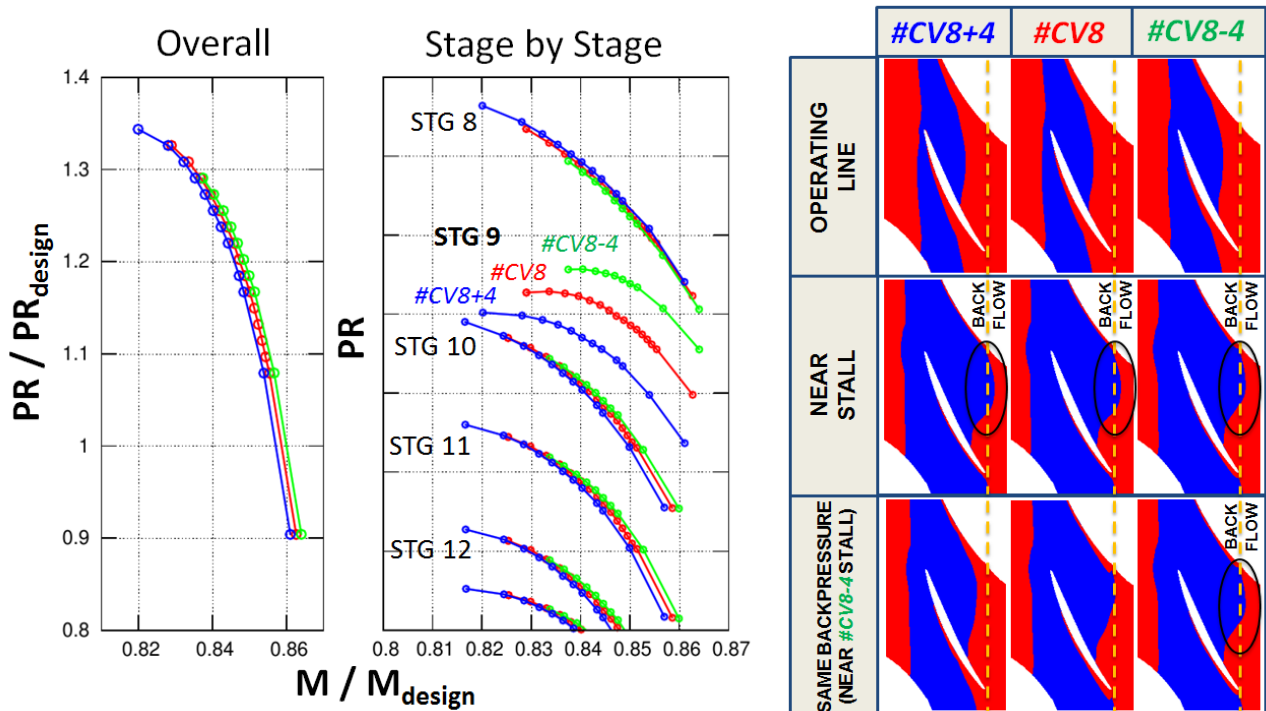 Overall
Stage by Stage
PR / PRdesign
1.4
1.3
1.2
1.1
1
0.9
0.8
0.82
0.84
0.86
PR
STG 8
STG 9
#CV8-4
#CV8
#CV8+4
STG 10
STG 11
STG 12
0.8
0.81
0.82
0.83
0.84
0.85
0.86
0.87
M / Mdesign
#CV8+4
#CV8
#CV8-4
OPERATING
LINE
NEAR
STALL
BACK
FLOW
BACK
FLOW
BACK
FLOW
SAME BACKPRESSURE
(NEAR #CV8-4 STALL)
BACK
FLOW